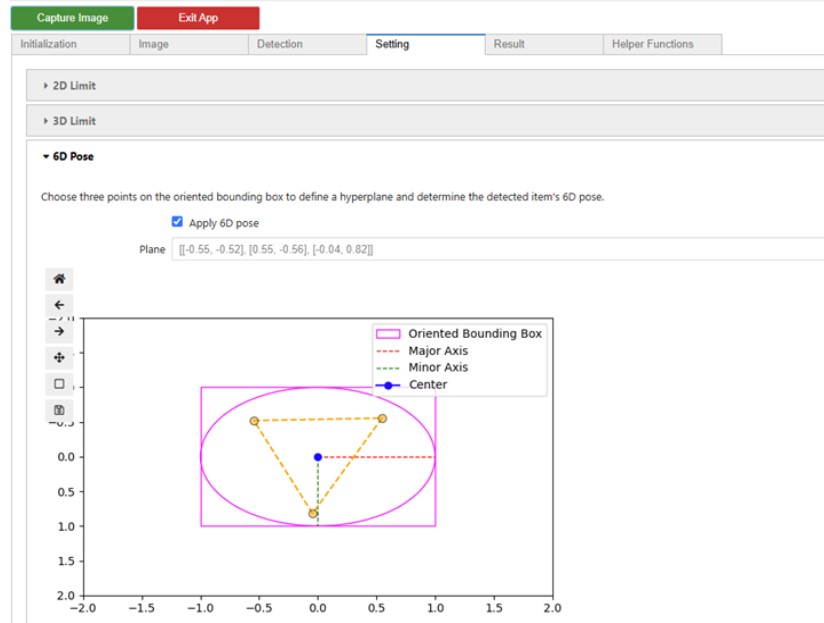 Capture Image Exit App
Initialization Image Detection Setting Result Helper Functions
2D Limit
3D Limit
6D Pose
Choose three points on the oriented bounding box to define a hyperplane and determine the detected item's 6D pose.
Apply 6D pose
Plane [[-0.55, -0.52], [0.55, -0.56], [-0.04, 0.82]]
Oriented Bounding Box
Major Axis
Minor Axis
Center
0.0
0.5
1.0
1.5
2.0
−2.0 −1.5 −1.0 −0.5 0.0 0.5 1.0 1.5 2.0